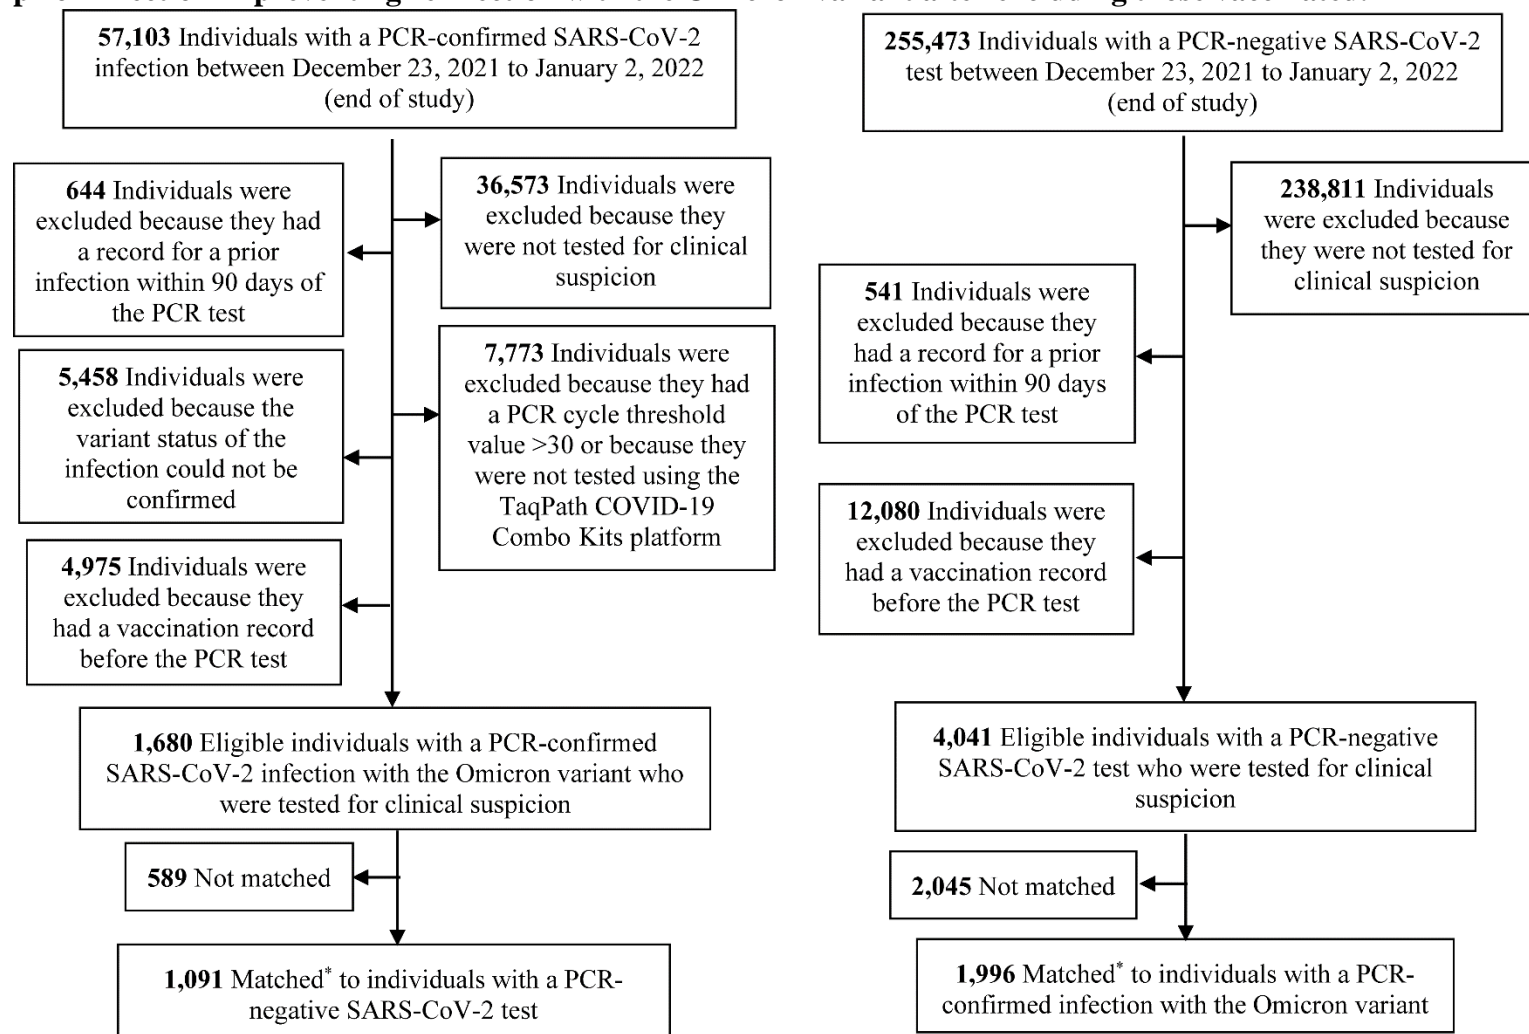 57,103 Individuals with a PCR-confirmed SARS-CoV-2
infection between December 23, 2021 to January 2, 2022
(end of study)
644 Individuals were
excluded because they had
a record for a prior
infection within 90 days of
the PCR test
36,573 Individuals were
excluded because they
were not tested for clinical
suspicion
5,458 Individuals were
excluded because the
variant status of the
infection could not be
confirmed
7,773 Individuals were
excluded because they had
a PCR cycle threshold
value >30 or because they
were not tested using the
TaqPath COVID-19
Combo Kits platform
4,975 Individuals were
excluded because they
had a vaccination record
before the PCR test
1,680 Eligible individuals with a PCR-confirmed
SARS-CoV-2 infection with the Omicron variant who
were tested for clinical suspicion
589 Not matched
1,091 Matched* to individuals with a PCR-
negative SARS-CoV-2 test
255,473 Individuals with a PCR-negative SARS-CoV-2
test between December 23, 2021 to January 2, 2022
(end of study)
238,811 Individuals
were excluded because
they were not tested for
clinical suspicion
541 Individuals were
excluded because they
had a record for a prior
infection within 90 days
of the PCR test
12,080 Individuals were
excluded because they
had a vaccination record
before the PCR test
4,041 Eligible individuals with a PCR-negative
SARS-CoV-2 test who were tested for clinical
suspicion
2,045 Not matched
1,996 Matched* to individuals with a PCR-
confirmed infection with the Omicron variant